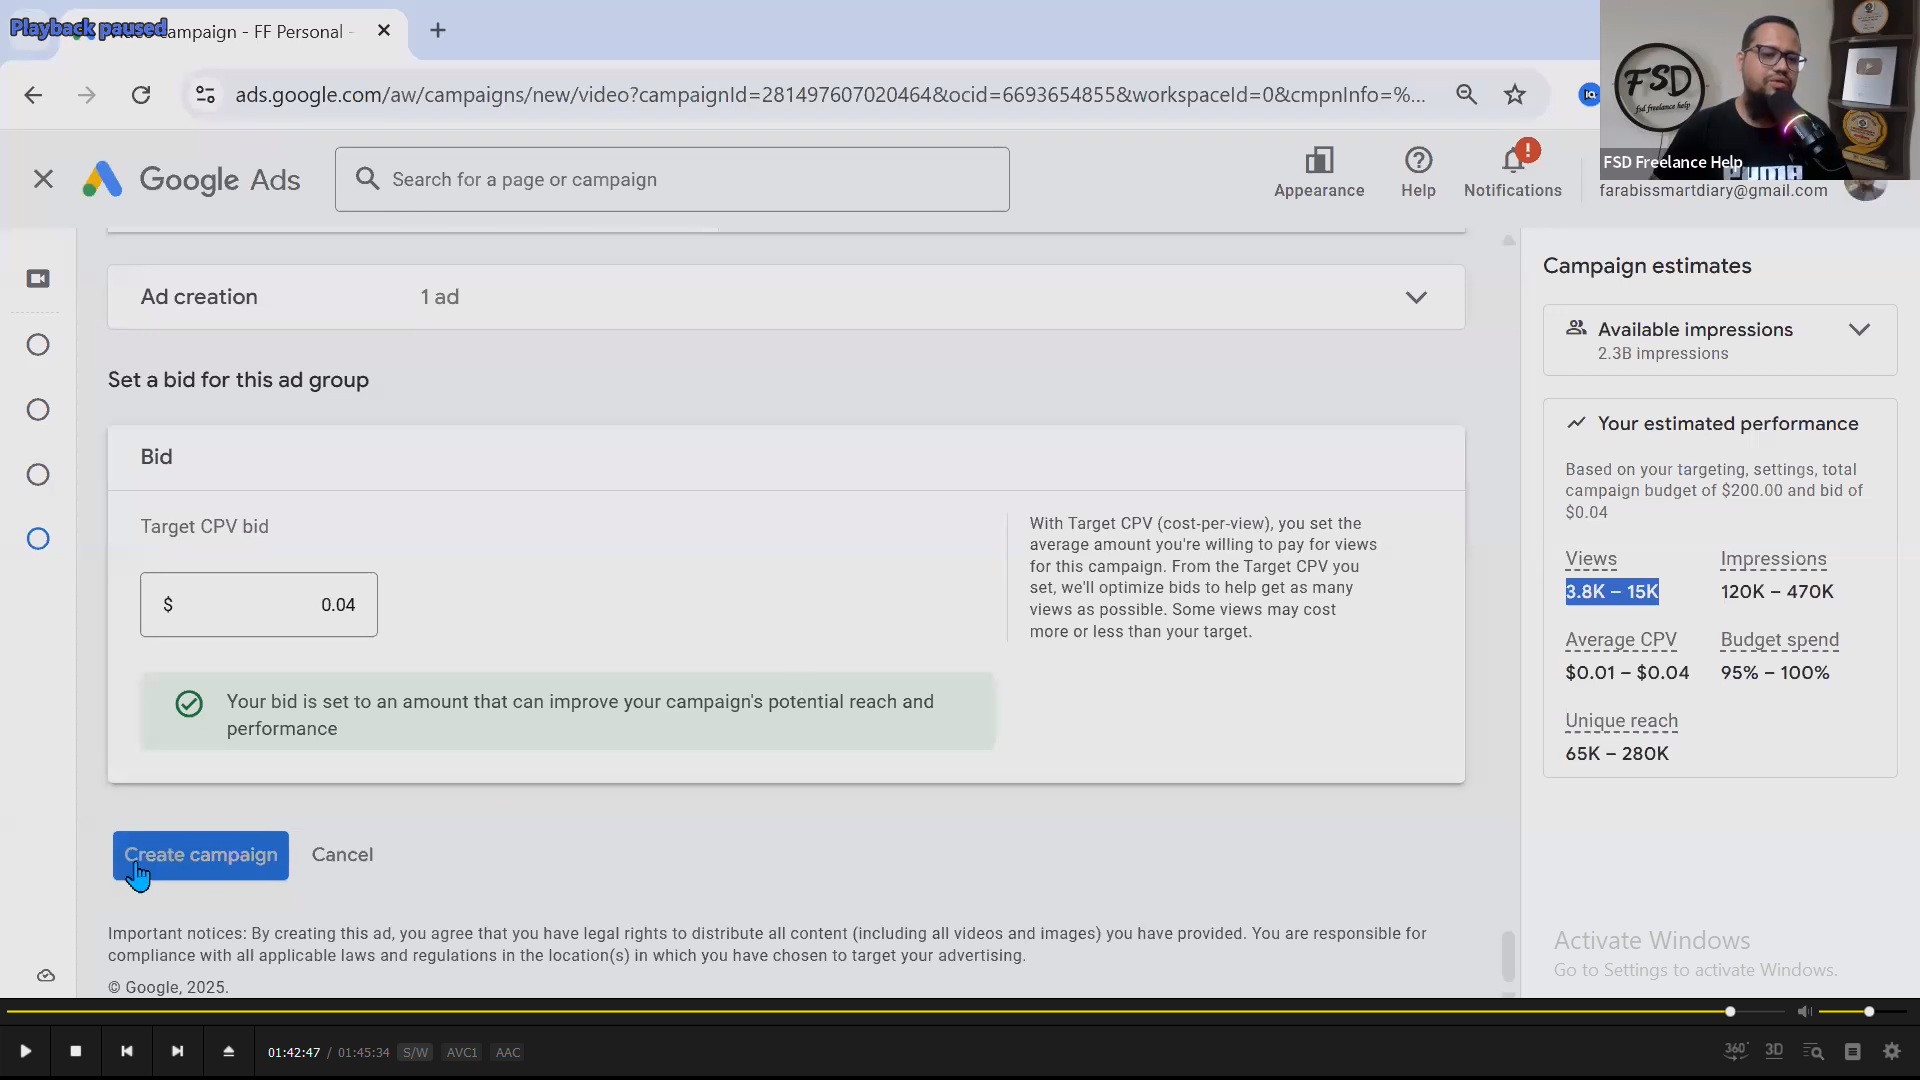 Playback paused
campaign - FF Personal -
ads.google.com/aw/campaigns/new/video?campaignId=281497607020464&ocid=6693654855&workspaceId=0&cmpnInfo=%...
FSD
fsd freelance help
FSD Freelance Help
Google Ads
Search for a page or campaign
Appearance
Help
Notifications
farabissmartdiary@gmail.com
Ad creation
1 ad
Set a bid for this ad group
Bid
Target CPV bid
$ 0.04
With Target CPV (cost-per-view), you set the
average amount you're willing to pay for views
for this campaign. From the Target CPV you
set, we'll optimize bids to help get as many
views as possible. Some views may cost
more or less than your target.
Your bid is set to an amount that can improve your campaign's potential reach and
performance
Create campaign
Cancel
Important notices: By creating this ad, you agree that you have legal rights to distribute all content (including all videos and images) you have provided. You are responsible for
compliance with all applicable laws and regulations in the location(s) in which you have chosen to target your advertising.
© Google, 2025.
Campaign estimates
Available impressions
2.3B impressions
Your estimated performance
Based on your targeting, settings, total
campaign budget of $200.00 and bid of
$0.04
Views Impressions
3.8K – 15K 120K – 470K
Average CPV Budget spend
$0.01 – $0.04 95% – 100%
Unique reach
65K – 280K
Activate Windows
Go to Settings to activate Windows.
01:42:47 / 01:45:34 S/W AVC1 AAC
360° 3D